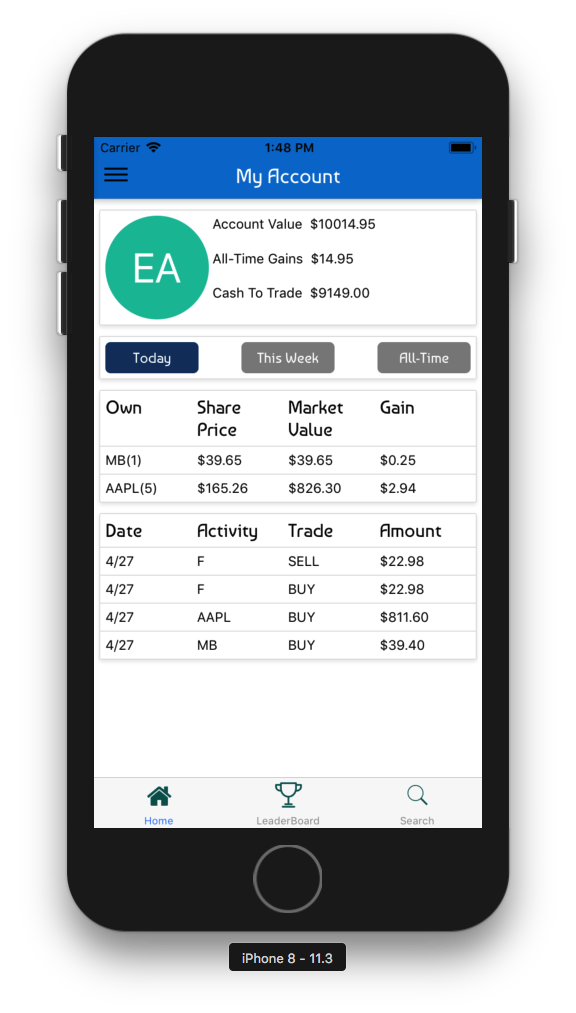 Carrier 1:48 PM
My Account
EA
Account Value $10014.95
All-Time Gains $14.95
Cash To Trade $9149.00
Today This Week All-Time
Own Share Price Market Value Gain
MB(1) $39.65 $39.65 $0.25
AAPL(5) $165.26 $826.30 $2.94
Date Activity Trade Amount
4/27 F SELL $22.98
4/27 F BUY $22.98
4/27 AAPL BUY $811.60
4/27 MB BUY $39.40
Home LeaderBoard Search
iPhone 8 - 11.3